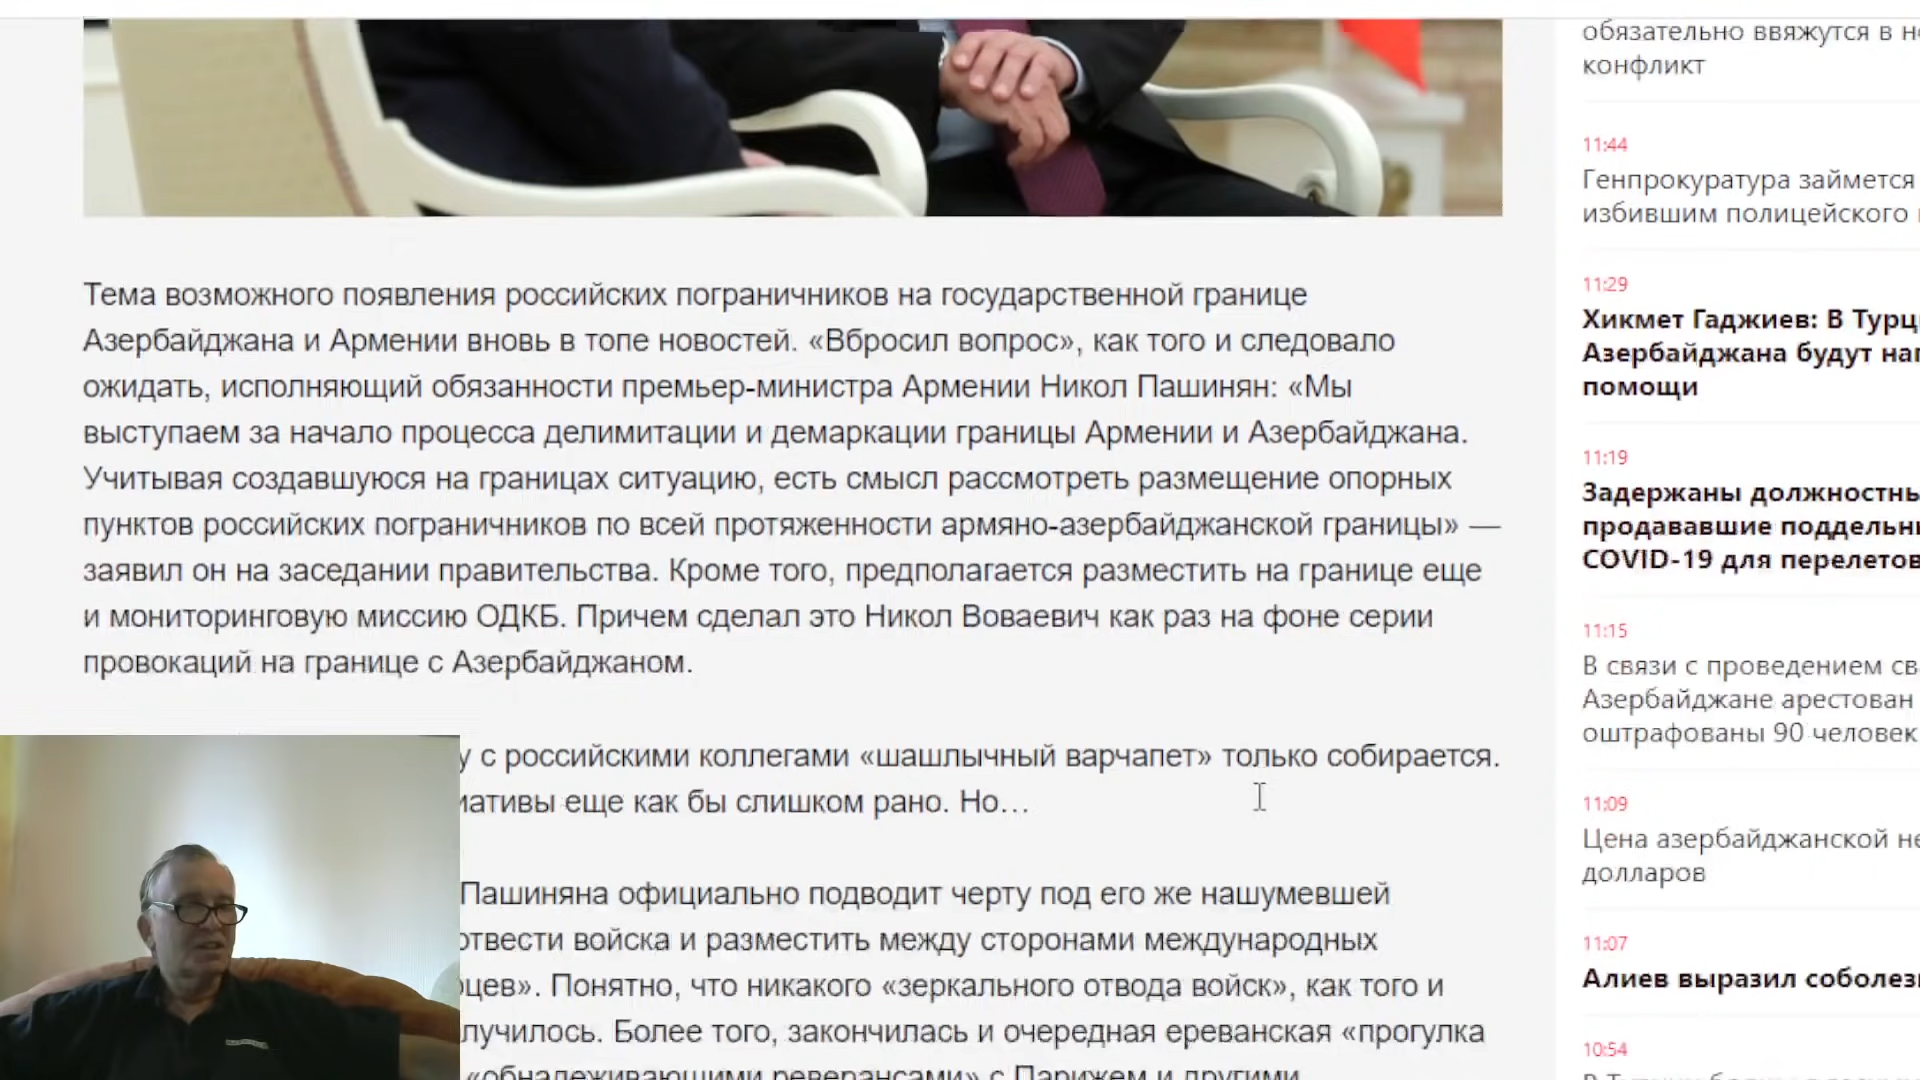 Тема возможного появления российских пограничников на государственной границе
Азербайджана и Армении вновь в топе новостей. «Вбросил вопрос», как того и следовало
ожидать, исполняющий обязанности премьер-министра Армении Никол Пашинян: «Мы
выступаем за начало процесса делимитации и демаркации границы Армении и Азербайджана.
Учитывая создавшуюся на границах ситуацию, есть смысл рассмотреть размещение опорных
пунктов российских пограничников по всей протяженности армяно-азербайджанской границы» —
заявил он на заседании правительства. Кроме того, предполагается разместить на границе еще
и мониторинговую миссию ОДКБ. Причем сделал это Никол Воваевич как раз на фоне серии
провокаций на границе с Азербайджаном.
у с российскими коллегами «шашлычный варчапет» только собирается.
иативы еще как бы слишком рано. Но…
Пашиняна официально подводит черту под его же нашумевшей
отвести войска и разместить между сторонами международных
цев». Понятно, что никакого «зеркального отвода войск», как того и
лучилось. Более того, закончилась и очередная ереванская «прогулка
«обнадеживающими реверансами» с Парижем и другими
обязательно ввяжутся в
конфликт
11:44
Генпрокуратура займется
избившим полицейского
11:29
Хикмет Гаджиев: В Турц
Азербайджана будут наг
помощи
11:19
Задержаны должностны
продававшие поддельны
COVID-19 для перелетов
11:15
В связи с проведением св
Азербайджане арестован
оштрафованы 90 человек
11:09
Цена азербайджанской не
долларов
11:07
Алиев выразил соболез
10:54